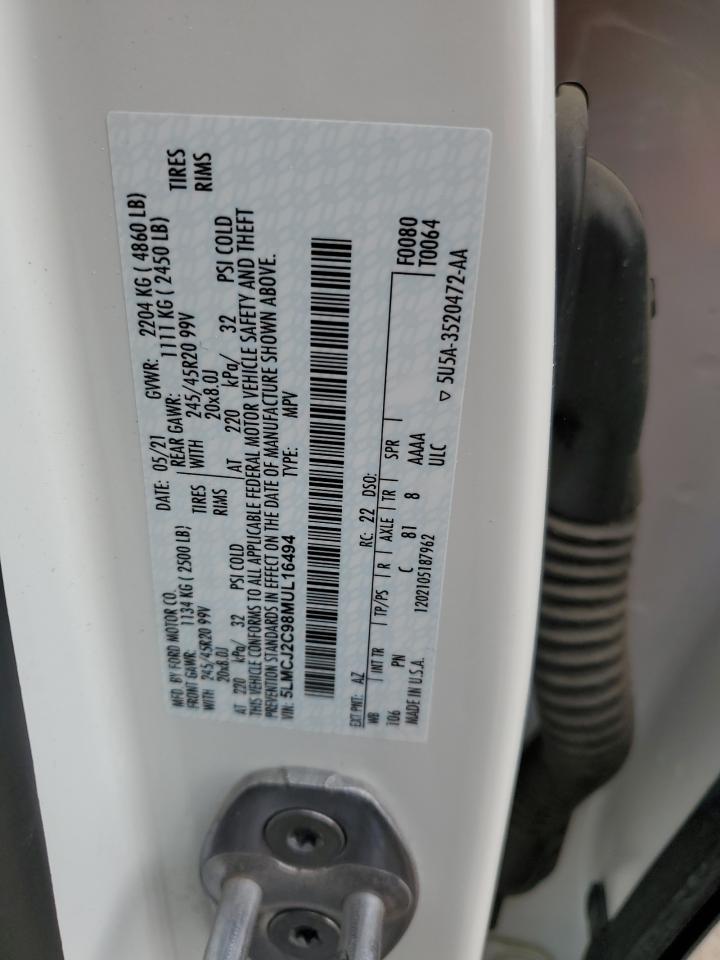 MFD. BY FORD MOTOR CO. DATE: 05/21 GVWR: 2204 KG ( 4860 LB)
FRONT GAWR: 1134 KG ( 2500 LB) REAR GAWR: 1111 KG ( 2450 LB)
WITH 245/45R20 99V TIRES WITH 245/45R20 99V TIRES
20x8.0J RIMS 20x8.0J RIMS
AT 220 kPa/ 32 PSI COLD AT 220 kPa/ 32 PSI COLD
THIS VEHICLE CONFORMS TO ALL APPLICABLE FEDERAL MOTOR VEHICLE SAFETY AND THEFT
PREVENTION STANDARDS IN EFFECT ON THE DATE OF MANUFACTURE SHOWN ABOVE.
VIN: 5LMCJ2C98MUL16494 TYPE: MPV
EXT PNT: AZ RC: 22 DSO:
WB INT TR TP/PS R AXLE TR SPR F0080
106 PN C 81 8 AAAA T0064
MADE IN U.S.A. 1202105187962 ULC
▽ 5U5A-3520472-AA